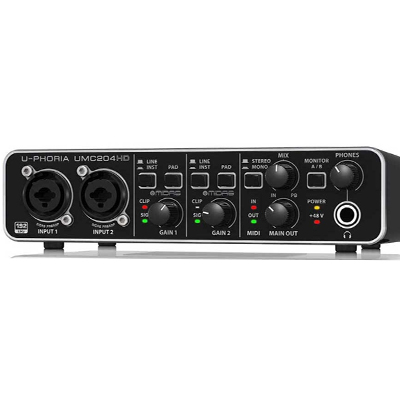 U-PHORIA UMC204HD
LINE
INST
PAD
LINE
INST
PAD
STEREO
MONO
MIX
IN
PB
MONITOR
A / B
PHONES
MIDAS
MIDAS
CLIP
SIG
GAIN 1
CLIP
SIG
GAIN 2
IN
OUT
MIDI
MAIN OUT
POWER
+48 V
INPUT 1
INPUT 2
192